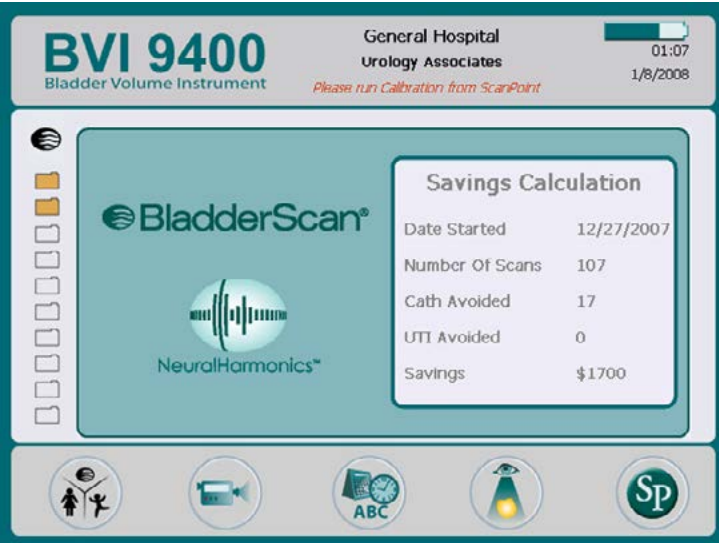 BVI 9400
Bladder Volume Instrument
General Hospital
Urology Associates
Please run Calibration from ScanPoint
01:07
1/8/2008
BladderScan®
NeuralHarmonics™
Savings Calculation
Date Started 12/27/2007
Number Of Scans 107
Cath Avoided 17
UTI Avoided 0
Savings $1700
ABC
SP